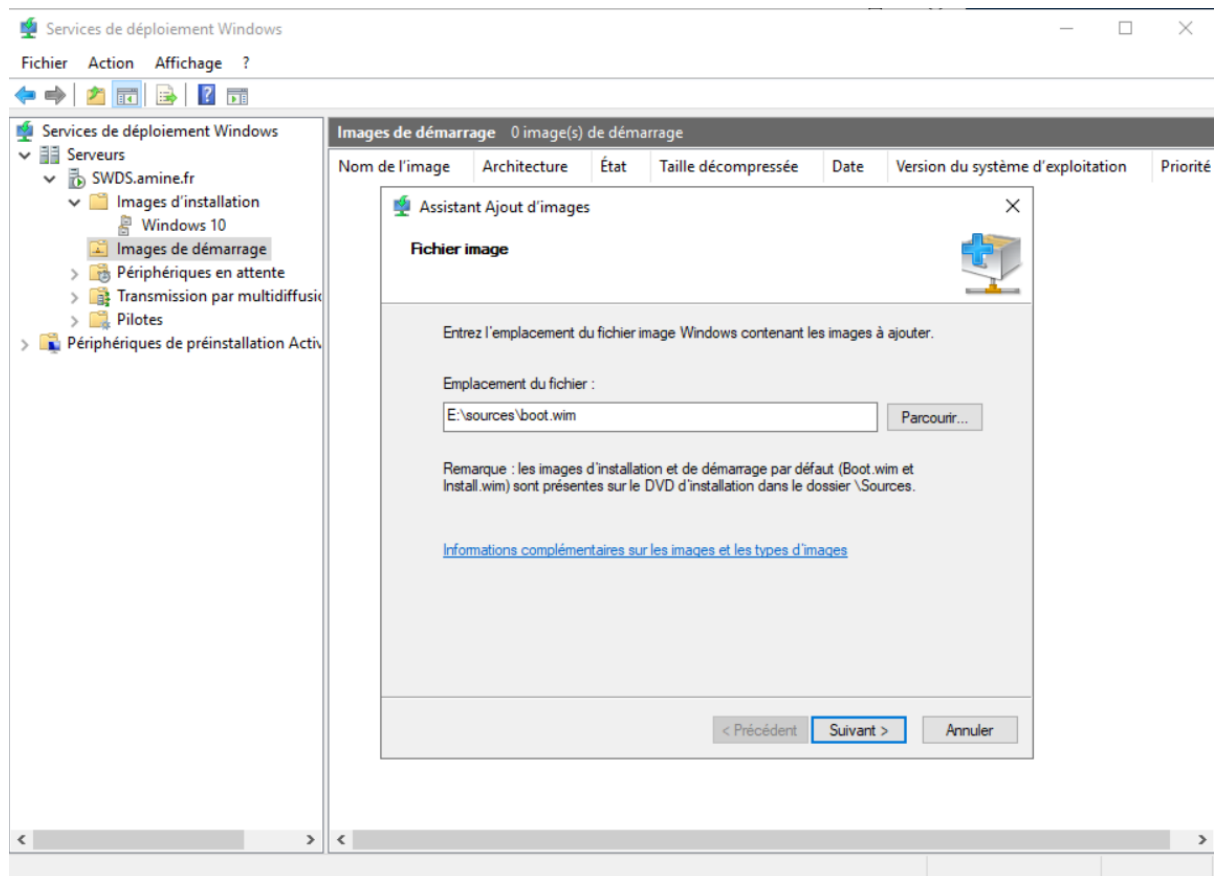 Services de déploiement Windows
Fichier Action Affichage ?
Services de déploiement Windows
Serveurs
SWDS.amine.fr
Images d'installation
Windows 10
Images de démarrage
Périphériques en attente
Transmission par multidiffusic
Pilotes
Périphériques de préinstallation Activ
Images de démarrage 0 image(s) de démarrage
Nom de l'image Architecture État Taille décompressée Date Version du système d'exploitation Priorité
Assistant Ajout d'images
Fichier image
Entrez l'emplacement du fichier image Windows contenant les images à ajouter.
Emplacement du fichier :
E:\sources\boot.wim
Parcourir...
Remarque : les images d'installation et de démarrage par défaut (Boot.wim et
Install.wim) sont présentes sur le DVD d'installation dans le dossier \Sources.
Informations complémentaires sur les images et les types d'images
< Précédent Suivant > Annuler